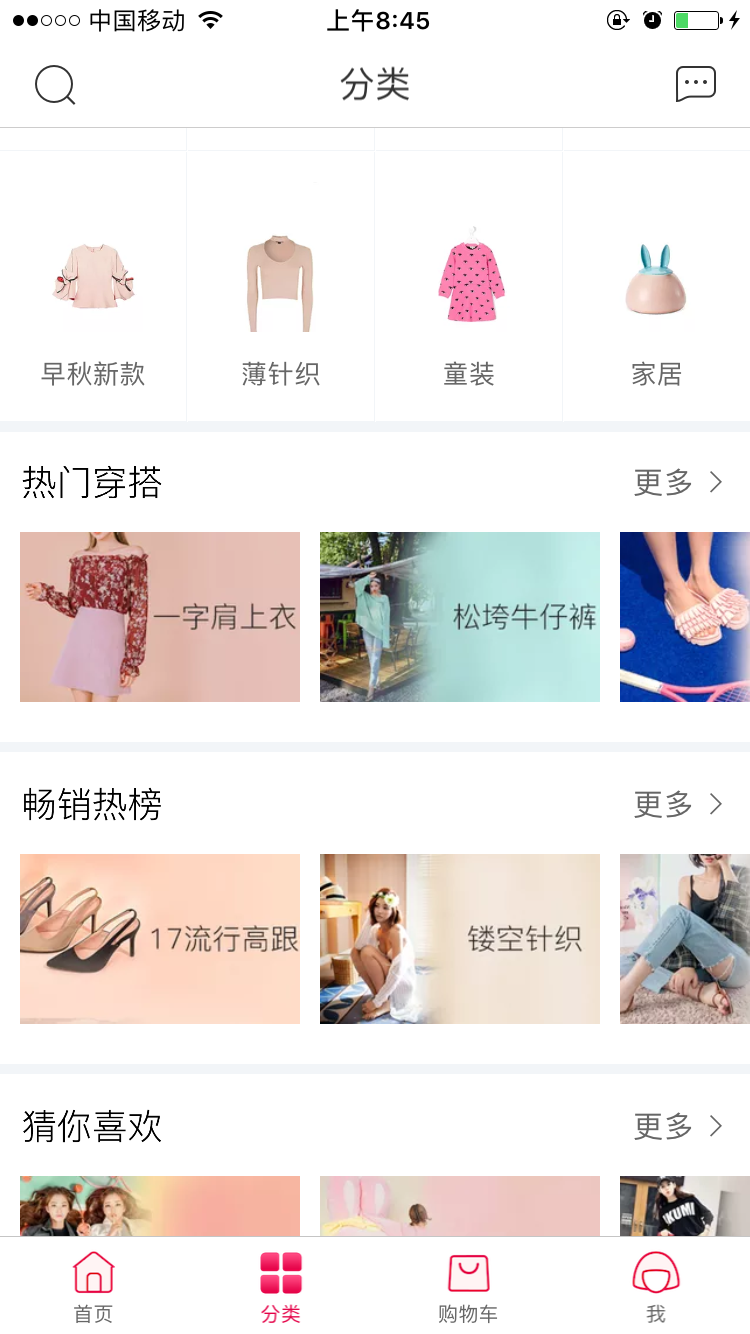 中国移动
上午8:45
分类
早秋新款
薄针织
童装
家居
热门穿搭
更多
一字肩上衣
松垮牛仔裤
畅销热榜
更多
17流行高跟
镂空针织
猜你喜欢
更多
KUMI
首页
分类
购物车
我